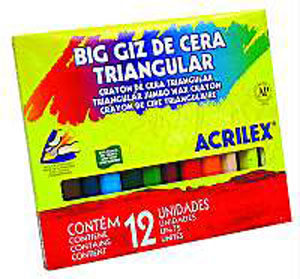 BIG GIZ DE CERA
TRIANGULAR
CRAYON DE CERA TRIANGULAR
TRIANGULAR JUMBO WAX CRAYON
CRAYON DE CIRE TRIANGULAIRE
AP
ACRILEX
CONTÉM
CONTIENE
CONTAINS
CONTIENT
12
UNIDADES
UNIDADES
UNITS
UNITÉS